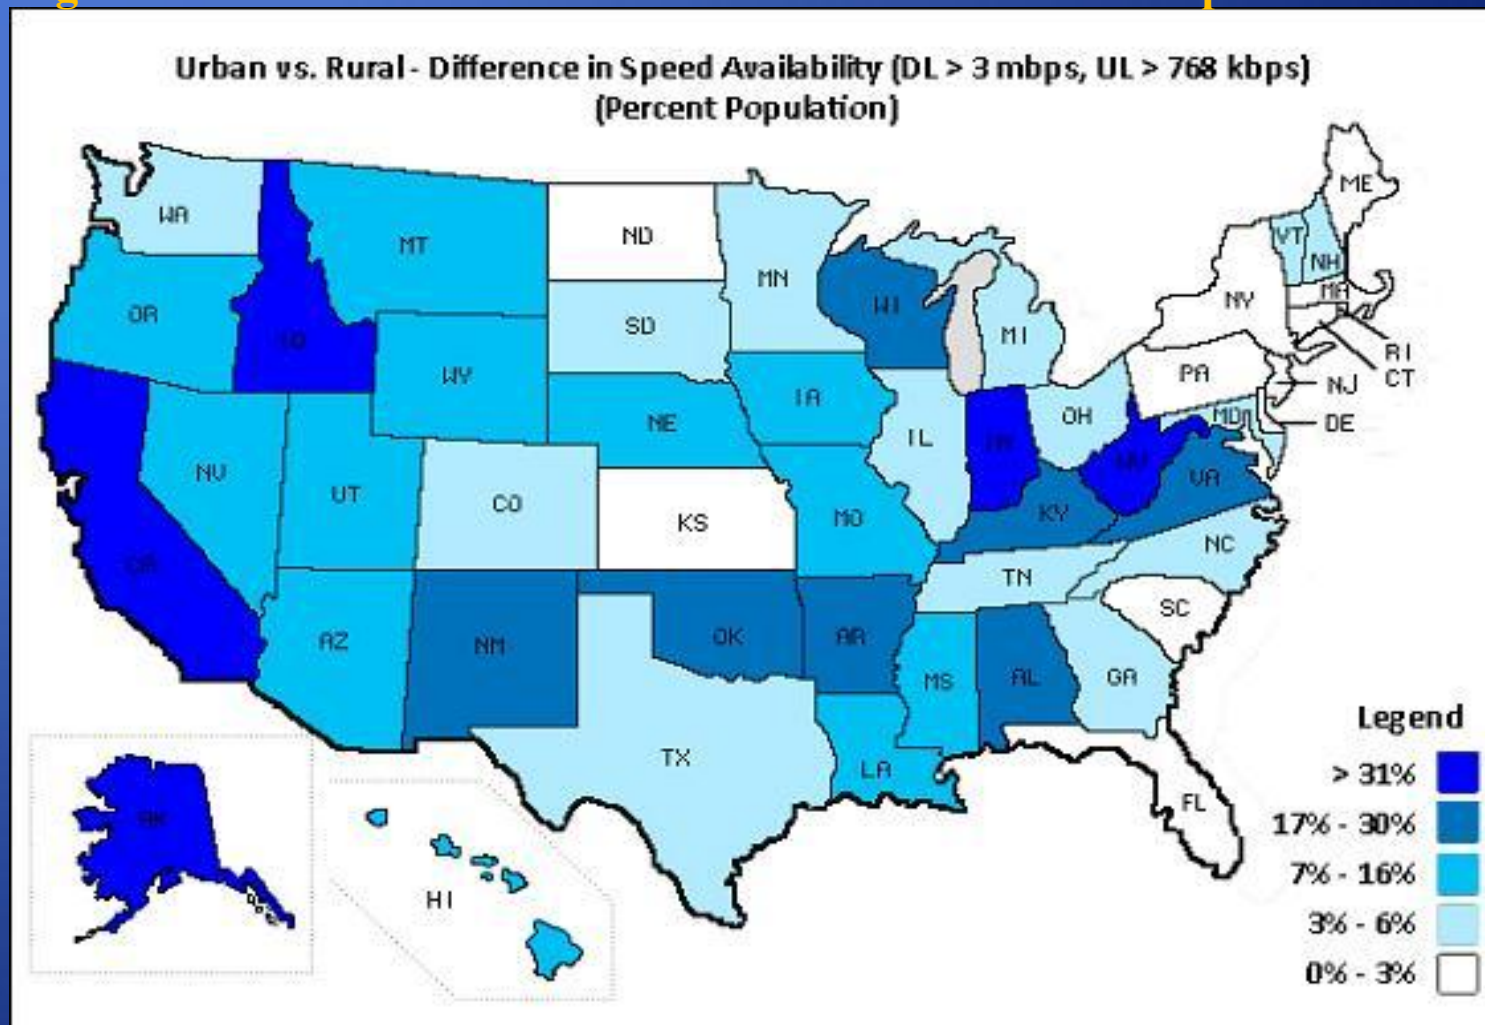 Urban vs. Rural - Difference in Speed Availability (DL > 3 mbps, UL > 768 kbps)
(Percent Population)
ME
WA
MT
ND
VT
NH
MN
OR
SD
WI
MI
NY
MA
ID
WY
RI
CT
PA
NJ
IA
NE
OH
MD
DE
IL
IN
NV
UT
CO
WV
VA
KS
MO
KY
NC
CA
TN
SC
AZ
NM
OK
AR
MS
AL
GA
TX
LA
FL
AK
HI
Legend
> 31%
17% - 30%
7% - 16%
3% - 6%
0% - 3%